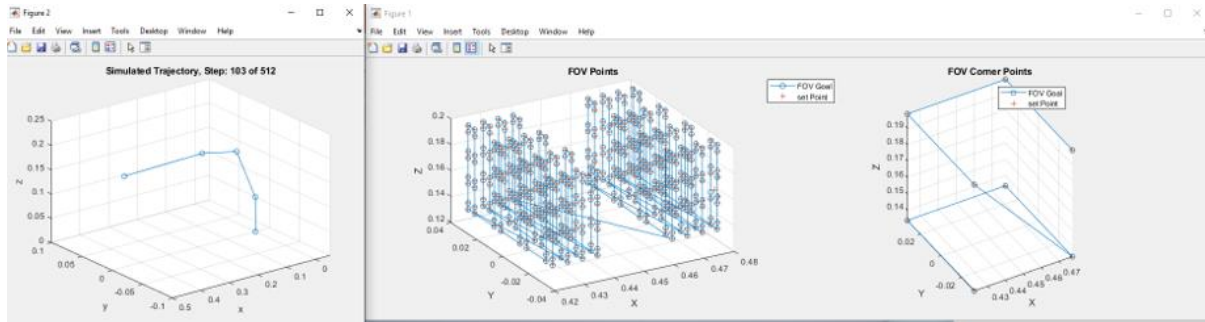 Figure 2
File Edit View Insert Tools Desktop Window Help
Simulated Trajectory, Step: 103 of 512
0.25
0.2
0.15
0.1
0.05
0
z
0.1
0.05
0
-0.05
-0.1
y
0.5
0.4
0.3
0.2
0.1
0
x
Figure 1
File Edit View Insert Tools Desktop Window Help
FOV Points
FOV Goal
set Point
0.2
0.18
0.16
0.14
0.12
Z
0.04
0.02
0
-0.02
-0.04
Y
0.42
0.43
0.44
0.45
0.46
0.47
0.48
X
FOV Corner Points
FOV Goal
set Point
0.19
0.18
0.17
0.16
0.15
0.14
Z
0.02
0
-0.02
Y
0.43
0.44
0.45
0.46
0.47
X